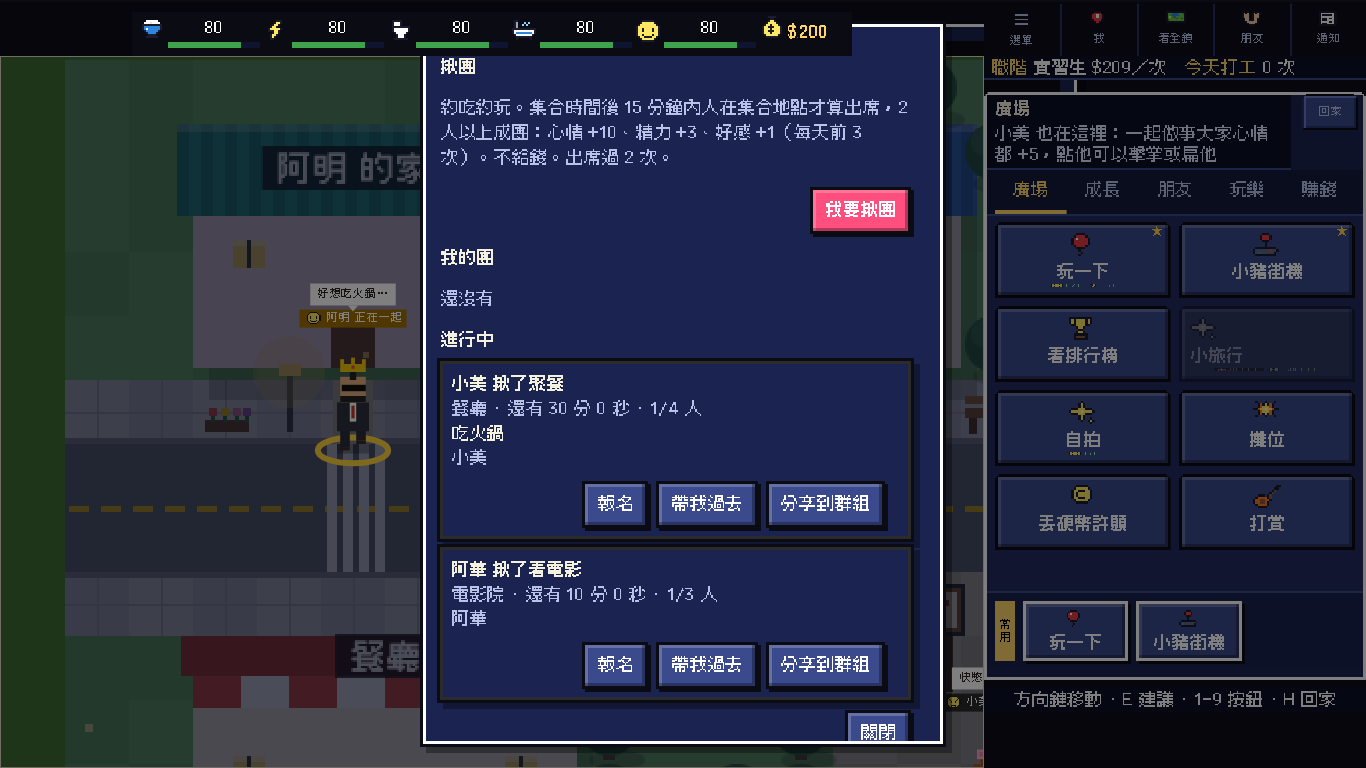 80
80
80
80
80
$200
選單
我
看全鎮
朋友
通知
職階 實習生 $209／次 今天打工 0 次
揪團
約吃約玩。集合時間後 15 分鐘內人在集合地點才算出席，2
人以上成團：心情 +10、精力 +3、好感 +1（每天前 3
次）。不給錢。出席過 2 次。
我要揪團
我的團
還沒有
進行中
小美 揪了聚餐
餐廳 · 還有 30 分 0 秒 · 1/4 人
吃火鍋
小美
報名
帶我過去
分享到群組
阿華 揪了看電影
電影院 · 還有 10 分 0 秒 · 1/3 人
阿華
報名
帶我過去
分享到群組
關閉
阿明 的家
好想吃火鍋…
阿明 正在一起
餐廳
廣場
回家
小美 也在這裡：一起做事大家心情
都 +5，點他可以擊掌或扁他
廣場
成長
朋友
玩樂
賺錢
玩一下
小豬街機
看排行榜
小旅行
自拍
攤位
丟硬幣許願
打賞
常用
玩一下
小豬街機
方向鍵移動 · E 建議 · 1-9 按鈕 · H 回家